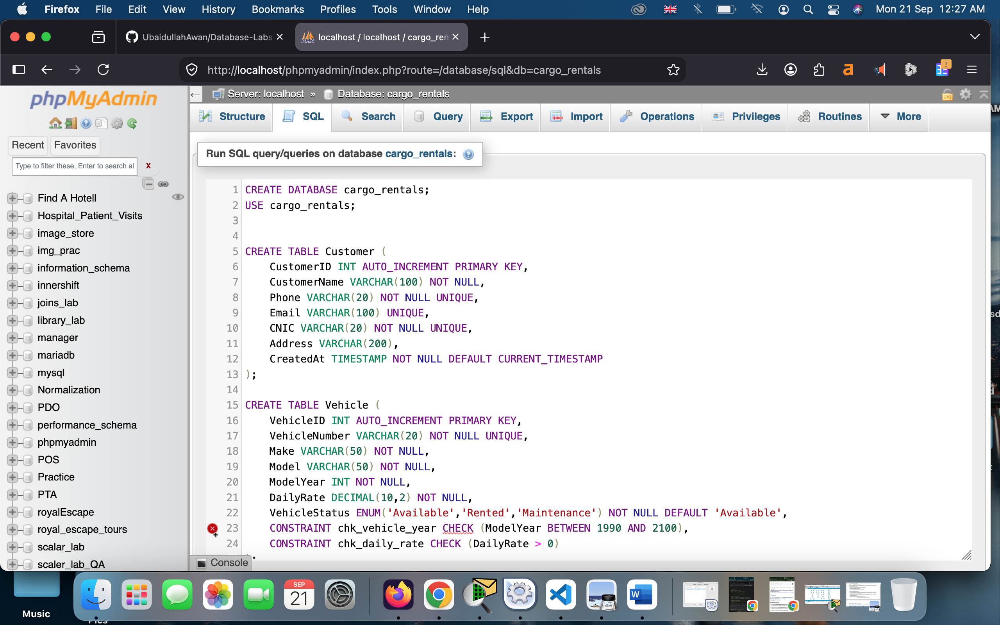 Firefox File Edit View History Bookmarks Profiles Tools Window Help Mon 21 Sep 12:27 AM
UbaidullahAwan/Database-Labs localhost / localhost / cargo_ren
http://localhost/phpmyadmin/index.php?route=/database/sql&db=cargo_rentals
phpMyAdmin
Recent Favorites
Type to filter these, Enter to search al X
Find A Hotell
Hospital_Patient_Visits
image_store
img_prac
information_schema
innershift
joins_lab
library_lab
manager
mariadb
mysql
Normalization
PDO
performance_schema
phpmyadmin
POS
Practice
PTA
royalEscape
royal_escape_tours
scalar_lab
scaler_lab_QA
Server: localhost » Database: cargo_rentals
Structure SQL Search Query Export Import Operations Privileges Routines More
Run SQL query/queries on database cargo_rentals:
1 CREATE DATABASE cargo_rentals;
2 USE cargo_rentals;
3
4
5 CREATE TABLE Customer (
6 CustomerID INT AUTO_INCREMENT PRIMARY KEY,
7 CustomerName VARCHAR(100) NOT NULL,
8 Phone VARCHAR(20) NOT NULL UNIQUE,
9 Email VARCHAR(100) UNIQUE,
10 CNIC VARCHAR(20) NOT NULL UNIQUE,
11 Address VARCHAR(200),
12 CreatedAt TIMESTAMP NOT NULL DEFAULT CURRENT_TIMESTAMP
13 );
14
15 CREATE TABLE Vehicle (
16 VehicleID INT AUTO_INCREMENT PRIMARY KEY,
17 VehicleNumber VARCHAR(20) NOT NULL UNIQUE,
18 Make VARCHAR(50) NOT NULL,
19 Model VARCHAR(50) NOT NULL,
20 ModelYear INT NOT NULL,
21 DailyRate DECIMAL(10,2) NOT NULL,
22 VehicleStatus ENUM('Available','Rented','Maintenance') NOT NULL DEFAULT 'Available',
23 CONSTRAINT chk_vehicle_year CHECK (ModelYear BETWEEN 1990 AND 2100),
24 CONSTRAINT chk_daily_rate CHECK (DailyRate > 0)
Console
SEP
21
Music